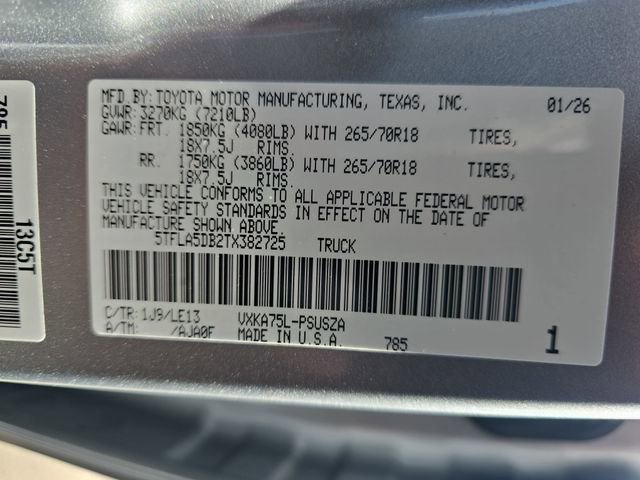 MFD.BY:TOYOTA MOTOR MANUFACTURING, TEXAS, INC. 01/26
GVWR:3270KG (7210LB)
GAWR:FRT. 1850KG (4080LB) WITH 265/70R18 TIRES,
18X7.5J RIMS.
RR. 1750KG (3860LB) WITH 265/70R18 TIRES,
18X7.5J RIMS.
THIS VEHICLE CONFORMS TO ALL APPLICABLE FEDERAL MOTOR
VEHICLE SAFETY STANDARDS IN EFFECT ON THE DATE OF
MANUFACTURE SHOWN ABOVE.
5TFLA5DB2TX382725 TRUCK
C/TR:1J9/LE13 VXKA75L-PSUSZA
A/TM: /AJA0F MADE IN U.S.A. 785 1
785
13C5T